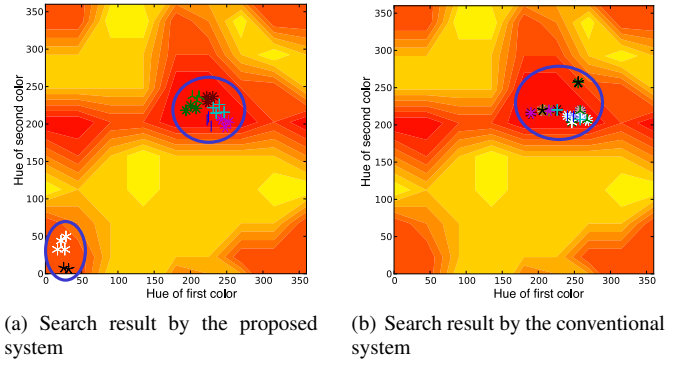 350
300
250
200
150
100
50
0
Hue of second color
0 50 100 150 200 250 300 350
Hue of first color
(a) Search result by the proposed
system
350
300
250
200
150
100
50
0
Hue of second color
0 50 100 150 200 250 300 350
Hue of first color
(b) Search result by the conventional
system